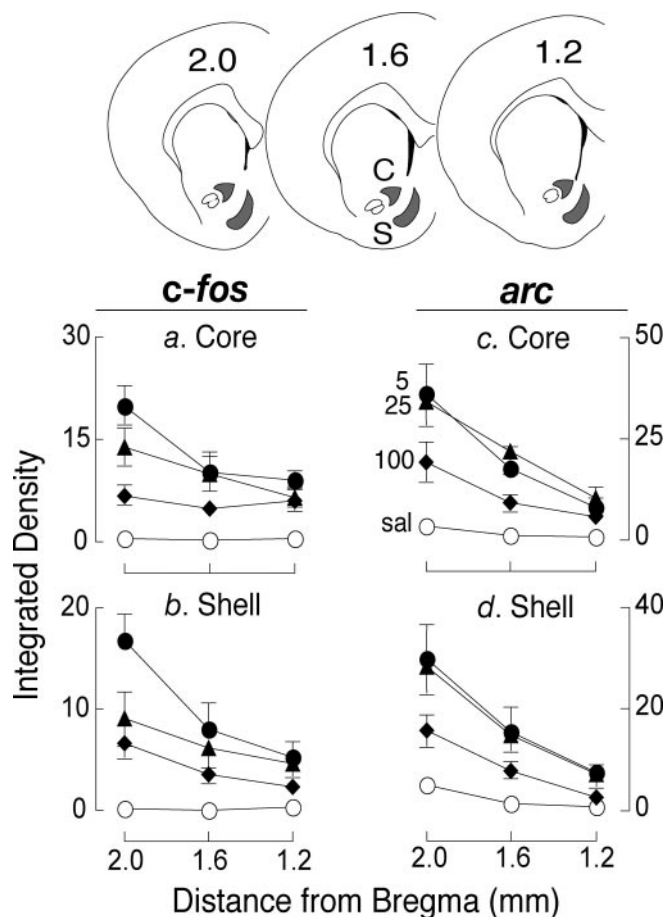 2.0 1.6 1.2
C
S
c-fos arc
30 a. Core c. Core 50
5
25
15 25
100
sal
0 0
20 b. Shell d. Shell 40
10 20
0 0
Integrated Density
2.0 1.6 1.2 2.0 1.6 1.2
Distance from Bregma (mm)